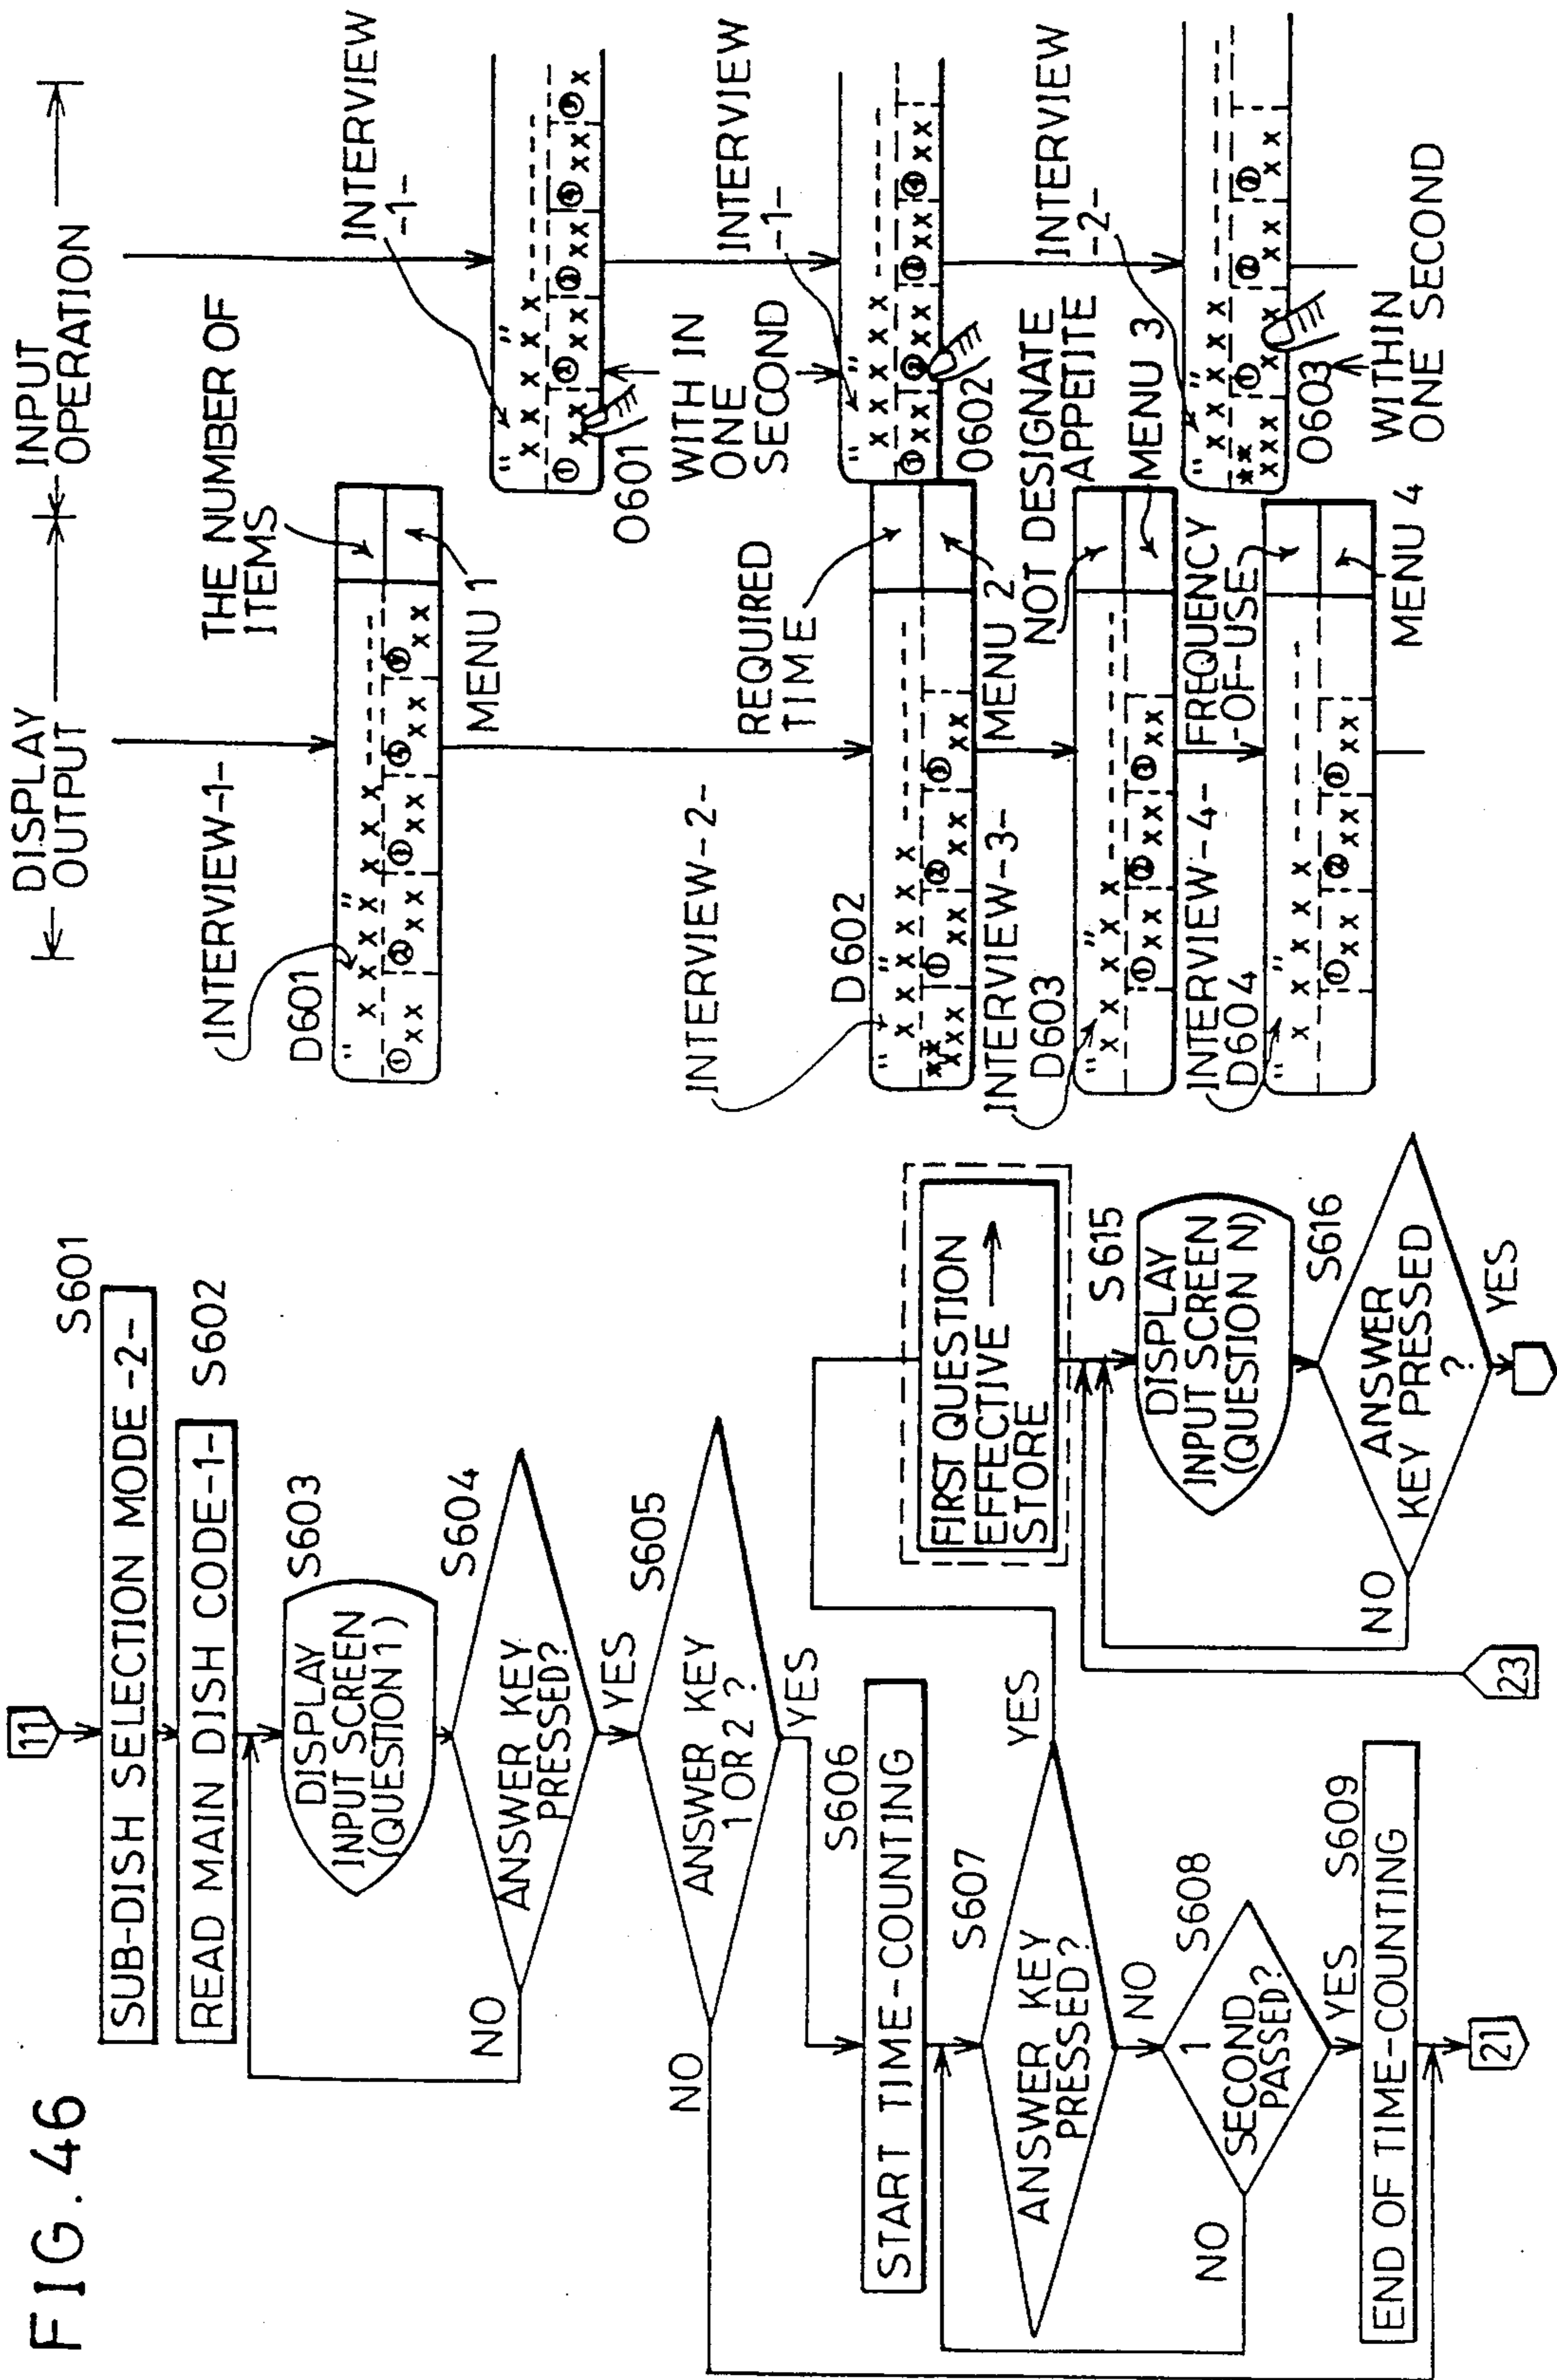 FIG. 46
11
SUB-DISH SELECTION MODE -2-
S601
READ MAIN DISH CODE-1-
S602
DISPLAY
INPUT SCREEN
(QUESTION 1)
S603
ANSWER KEY
PRESSED?
S604
NO
YES
ANSWER KEY
1 OR 2 ?
S605
NO
YES
START TIME-COUNTING
S606
ANSWER KEY
PRESSED?
S607
YES
NO
1
SECOND
PASSED?
S608
NO
YES
END OF TIME-COUNTING
S609
21
FIRST QUESTION
EFFECTIVE →
STORE
DISPLAY
INPUT SCREEN
(QUESTION N)
S615
ANSWER
KEY PRESSED
?
S616
NO
YES
23
DISPLAY
OUTPUT
INPUT
OPERATION
INTERVIEW-1-
D601
THE NUMBER OF
ITEMS
MENU 1
INTERVIEW-2-
D602
REQUIRED
TIME
MENU 2
INTERVIEW-3-
D603
NOT DESIGNATE
APPETITE
MENU 3
INTERVIEW-4-
D604
FREQUENCY
-OF-USE
MENU 4
INTERVIEW
-1-
O601
WITH IN
ONE
SECOND
INTERVIEW
-1-
O602
INTERVIEW
-2-
O603
WITHIN
ONE SECOND